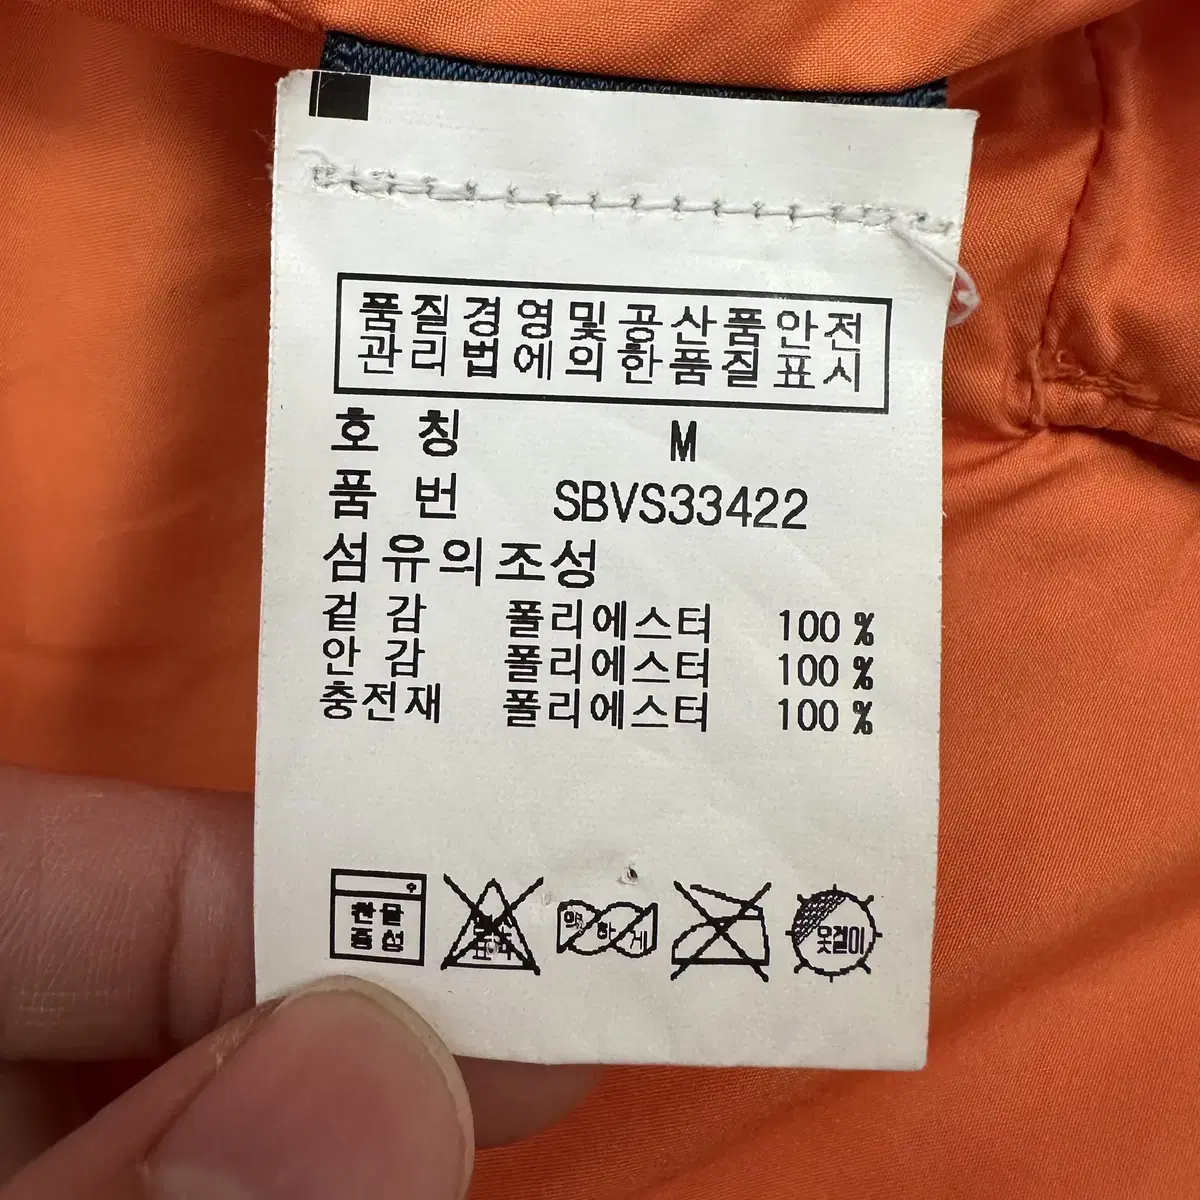 품질경영및공산품안전
관리법에의한품질표시
호 칭 M
품 번 SBVS33422
섬유의조성
겉 감 폴리에스터 100 %
안 감 폴리에스터 100 %
충전재 폴리에스터 100 %
찬물
중성
약하게
옷걸이